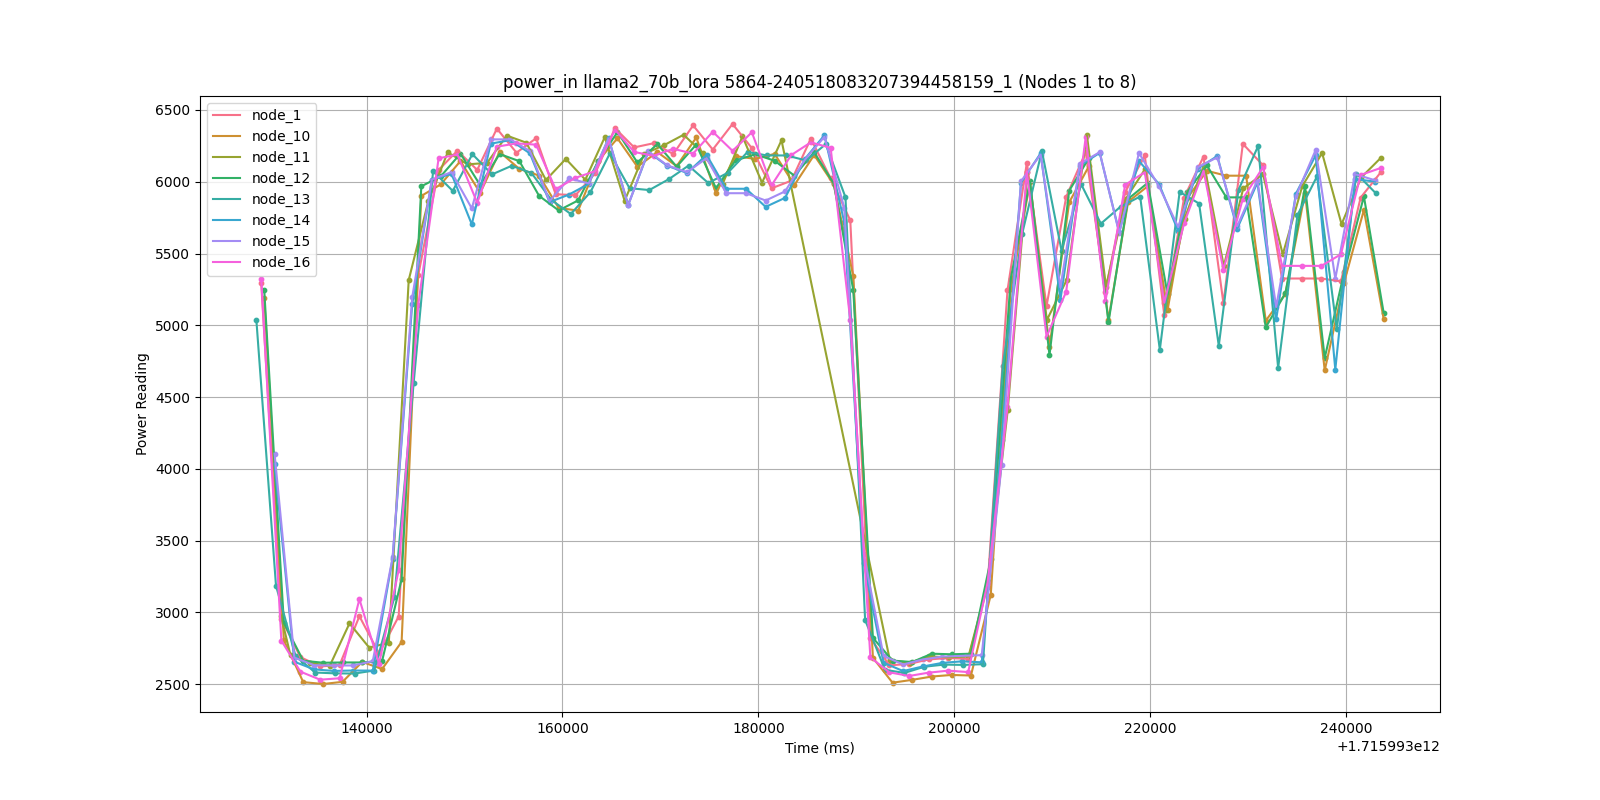 power_in llama2_70b_lora 5864-240518083207394458159_1 (Nodes 1 to 8)
6500
6000
5500
5000
4500
4000
3500
3000
2500
Power Reading
node_1
node_10
node_11
node_12
node_13
node_14
node_15
node_16
140000 160000 180000 200000 220000 240000
Time (ms)
+1.715993e12